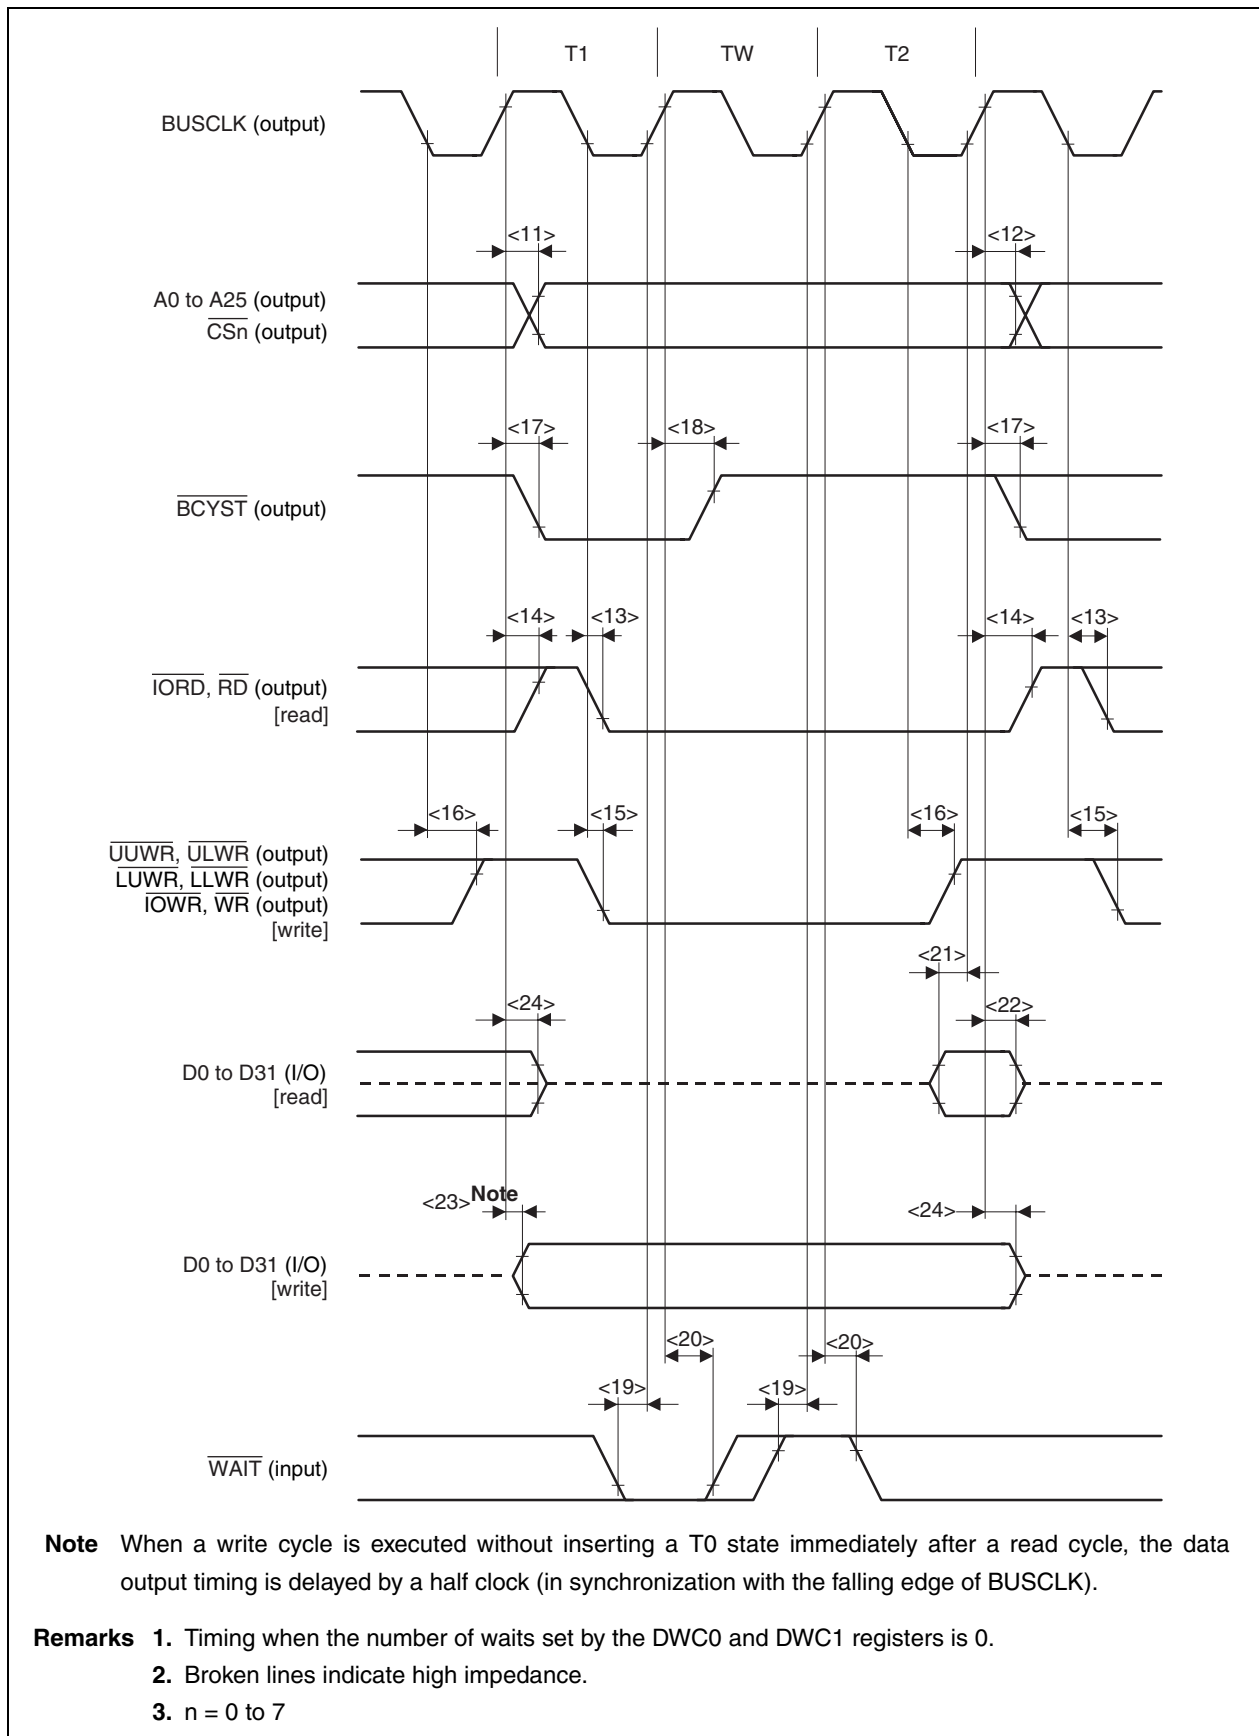 T1 TW T2
BUSCLK (output)
<11> <12>
A0 to A25 (output)
CSn (output)
<17> <18> <17>
BCYST (output)
<14> <13> <14> <13>
IORD, RD (output)
[read]
<16> <15> <16> <15>
UUWR, ULWR (output)
LUWR, LLWR (output)
IOWR, WR (output)
[write]
<21>
<24> <22>
D0 to D31 (I/O)
[read]
<23>Note <24>
D0 to D31 (I/O)
[write]
<20> <20>
<19> <19>
WAIT (input)
Note When a write cycle is executed without inserting a T0 state immediately after a read cycle, the data
output timing is delayed by a half clock (in synchronization with the falling edge of BUSCLK).
Remarks 1. Timing when the number of waits set by the DWC0 and DWC1 registers is 0.
2. Broken lines indicate high impedance.
3. n = 0 to 7